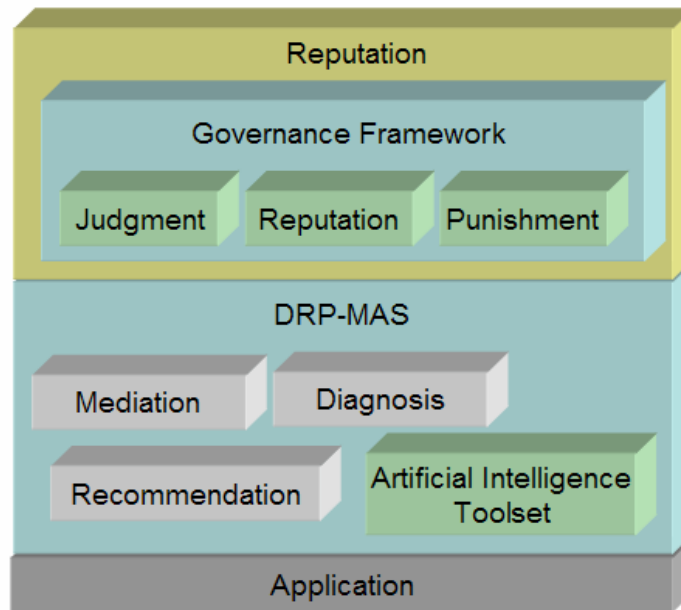 Reputation
Governance Framework
Judgment
Reputation
Punishment
DRP-MAS
Mediation
Diagnosis
Recommendation
Artificial Intelligence
Toolset
Application